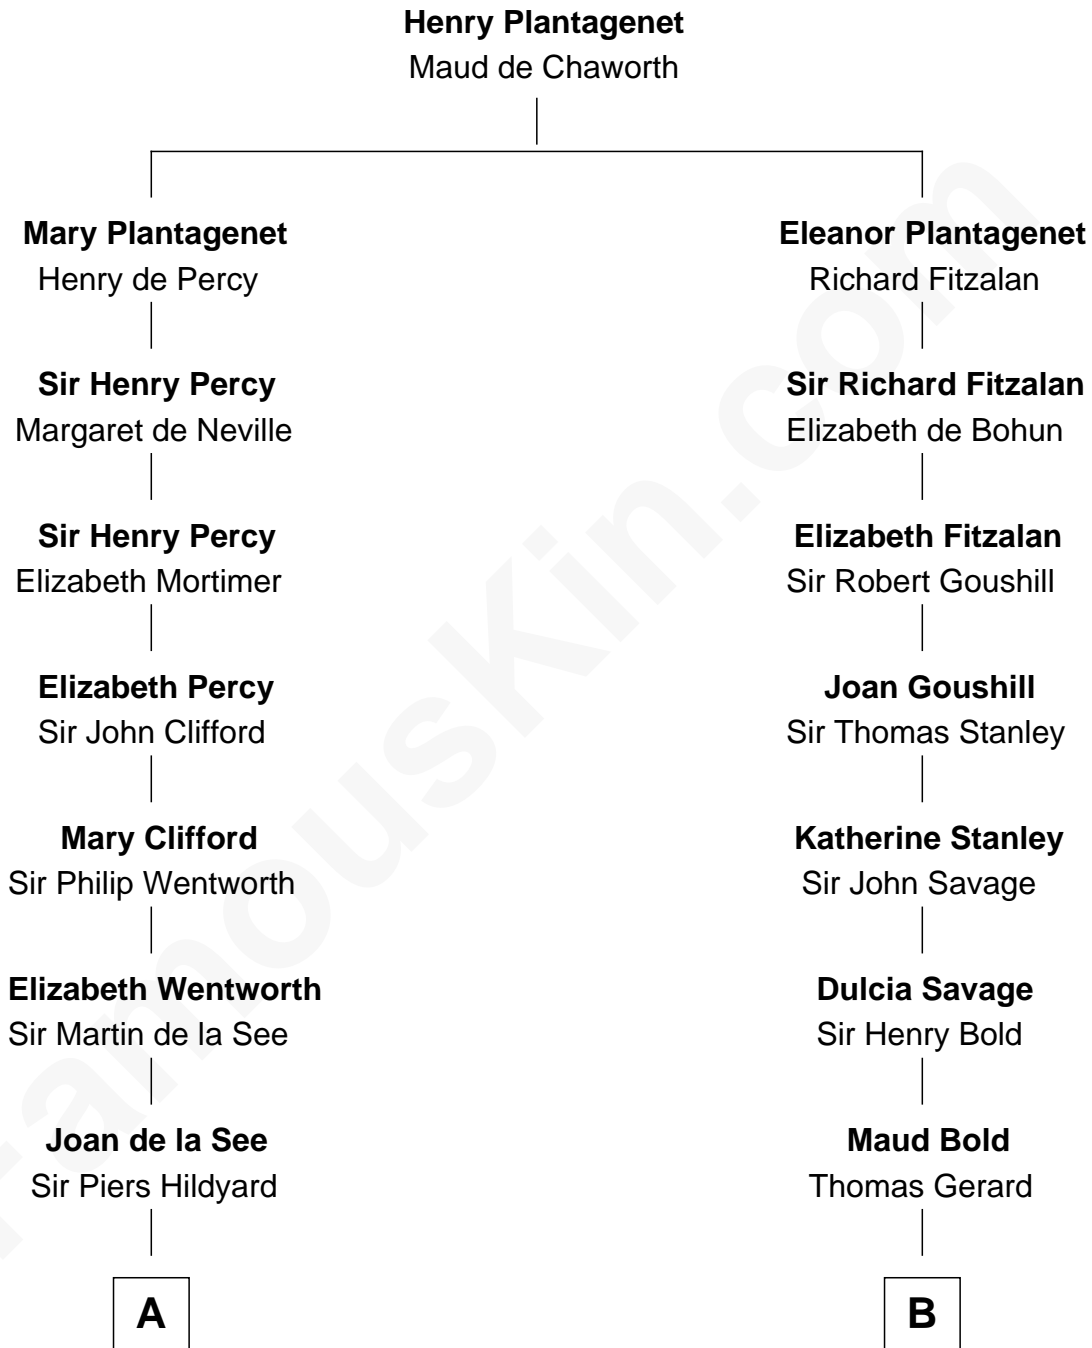 Henry Plantagenet
Maud de Chaworth
Mary Plantagenet
Henry de Percy
Sir Henry Percy
Margaret de Neville
Sir Henry Percy
Elizabeth Mortimer
Elizabeth Percy
Sir John Clifford
Mary Clifford
Sir Philip Wentworth
Elizabeth Wentworth
Sir Martin de la See
Joan de la See
Sir Piers Hildyard
A
Eleanor Plantagenet
Richard Fitzalan
Sir Richard Fitzalan
Elizabeth de Bohun
Elizabeth Fitzalan
Sir Robert Goushill
Joan Goushill
Sir Thomas Stanley
Katherine Stanley
Sir John Savage
Dulcia Savage
Sir Henry Bold
Maud Bold
Thomas Gerard
B
FamousKin.com